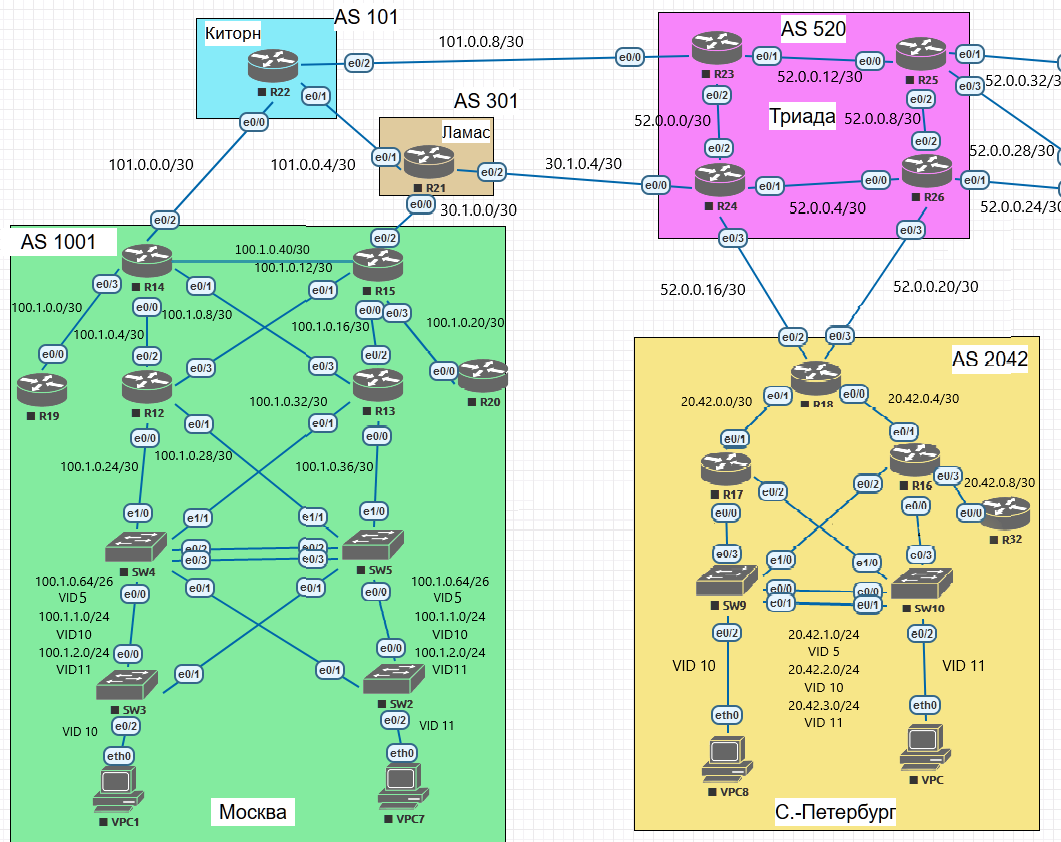 AS 101
Киторн
R22
e0/2
e0/1
e0/0
101.0.0.8/30
101.0.0.0/30
101.0.0.4/30
AS 301
Ламас
e0/1
R21
e0/2
e0/0
30.1.0.4/30
30.1.0.0/30
AS 520
Триада
e0/0
R23
e0/1
52.0.0.12/30
e0/0
R25
e0/1
52.0.0.32/3
e0/3
e0/2
52.0.0.0/30
52.0.0.8/30
e0/2
52.0.0.28/30
e0/2
e0/2
e0/0
R24
e0/1
52.0.0.4/30
e0/0
R26
e0/1
52.0.0.24/30
e0/3
e0/3
52.0.0.16/30
52.0.0.20/30
AS 1001
e0/2
e0/2
R14
100.1.0.40/30
100.1.0.12/30
R15
e0/3
e0/1
e0/1
100.1.0.0/30
e0/0
100.1.0.8/30
100.1.0.4/30
e0/0
e0/3
100.1.0.16/30
100.1.0.20/30
e0/0
e0/2
e0/3
e0/3
e0/2
e0/0
R19
R12
R13
R20
100.1.0.32/30
e0/0
e0/1
e0/1
e0/0
100.1.0.24/30
100.1.0.28/30
100.1.0.36/30
e1/0
e1/1
e1/1
e1/0
e0/2
e0/2
e0/3
e0/3
SW4
SW5
100.1.0.64/26
VID 5
100.1.1.0/24
VID10
100.1.2.0/24
VID11
e0/0
e0/1
e0/1
e0/0
100.1.0.64/26
VID 5
100.1.1.0/24
VID10
100.1.2.0/24
VID11
e0/0
e0/1
e0/1
e0/0
SW3
SW2
VID 10
e0/2
e0/2
VID 11
eth0
eth0
VPC1
VPC7
Москва
AS 2042
e0/2
e0/3
R18
e0/1
e0/0
20.42.0.0/30
20.42.0.4/30
e0/1
e0/1
R17
R16
e0/2
e0/2
e0/3
20.42.0.8/30
e0/0
e0/0
e0/0
R32
e0/3
e1/0
e1/0
e0/3
e0/0
e0/0
e0/1
e0/1
SW9
SW10
e0/2
e0/2
20.42.1.0/24
VID 5
20.42.2.0/24
VID 10
20.42.3.0/24
VID 11
VID 10
VID 11
eth0
eth0
VPC8
VPC
С.-Петербург